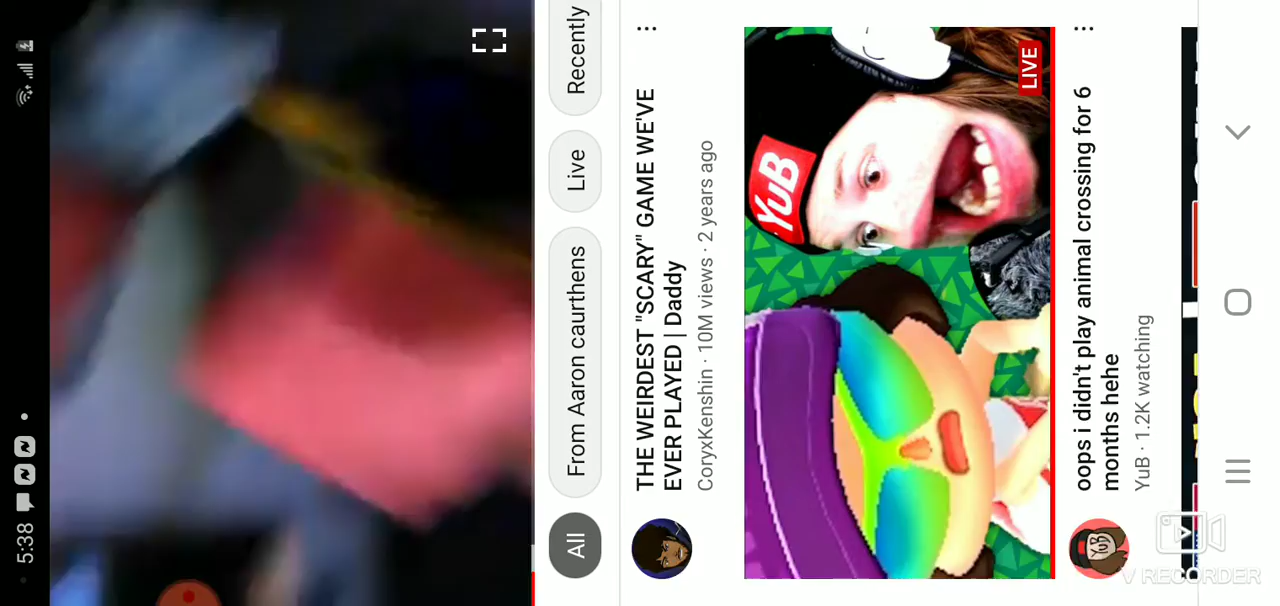 5:38
All
From Aaron caurthens
Live
Recently
THE WEIRDEST "SCARY" GAME WE'VE
EVER PLAYED | Daddy
CoryxKenshin · 10M views · 2 years ago
YuB
LIVE
oops i didn't play animal crossing for 6
months hehe
YuB · 1.2K watching
YUB
V RECORDER